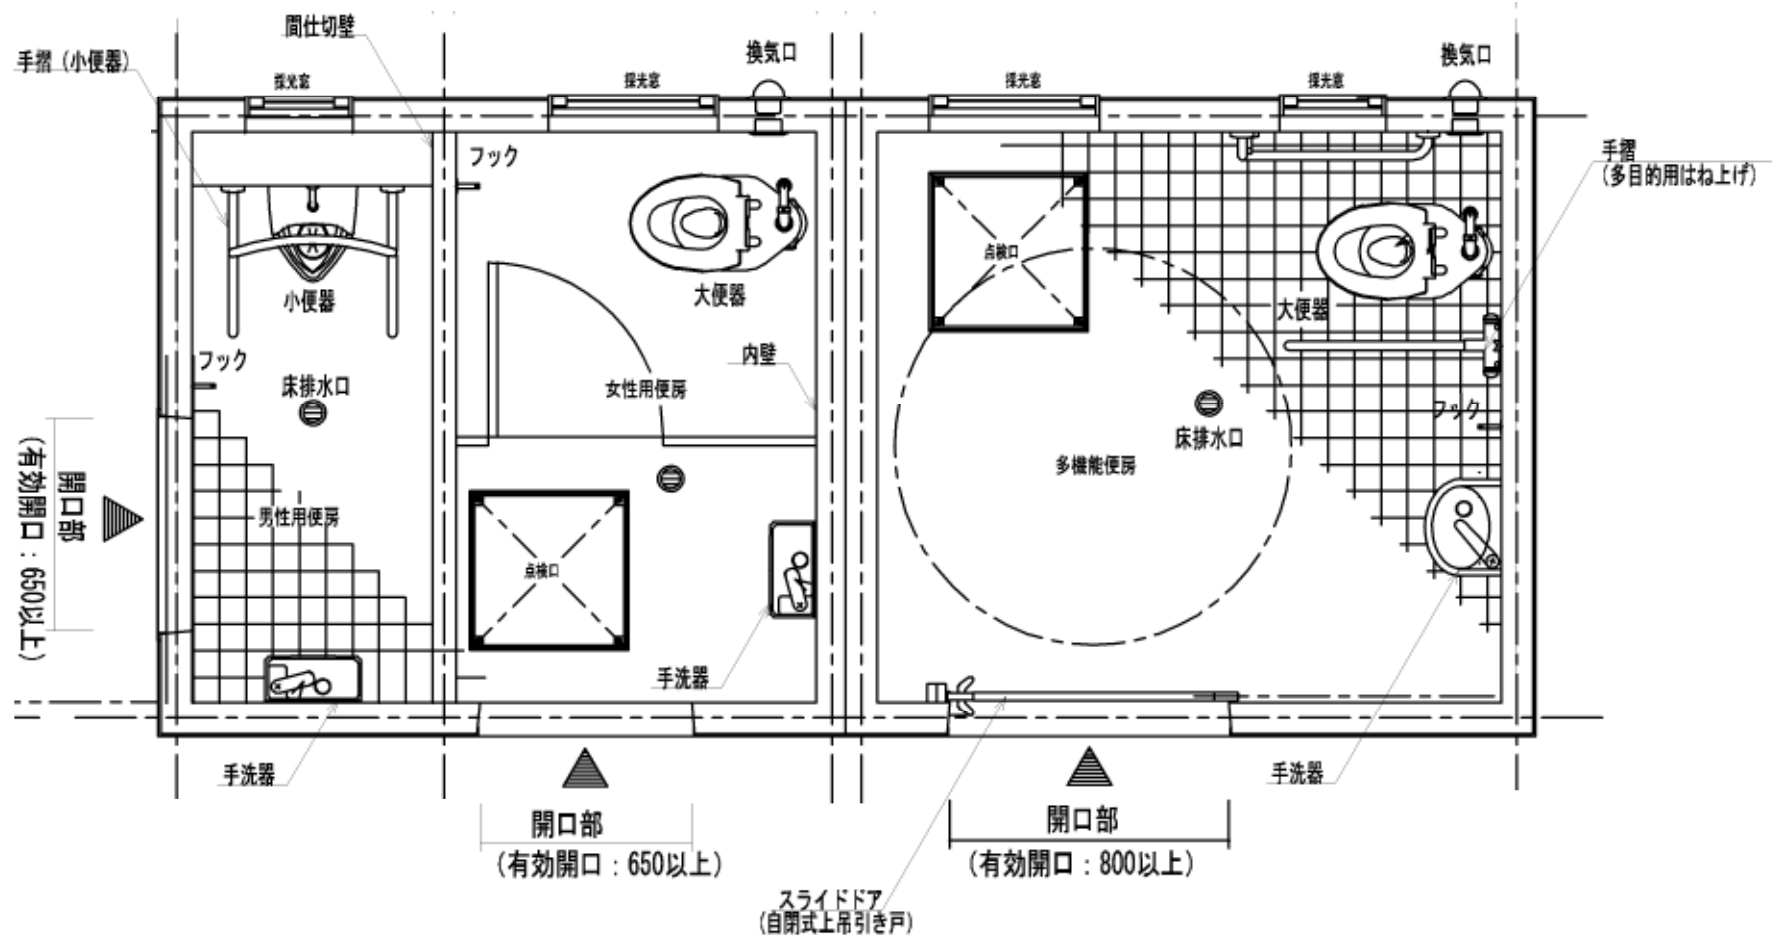 間仕切壁
手摺（小便器）
採光窓
採光窓
換気口
採光窓
採光窓
換気口
手摺
（多目的用はね上げ）
フック
小便器
大便器
点検口
大便器
フック
床排水口
内壁
女性用便房
フック
床排水口
多機能便房
開口部
（有効開口：650以上）
男性用便房
点検口
手洗器
手洗器
手洗器
開口部
（有効開口：650以上）
開口部
（有効開口：800以上）
スライドドア
（自閉式上吊引き戸）